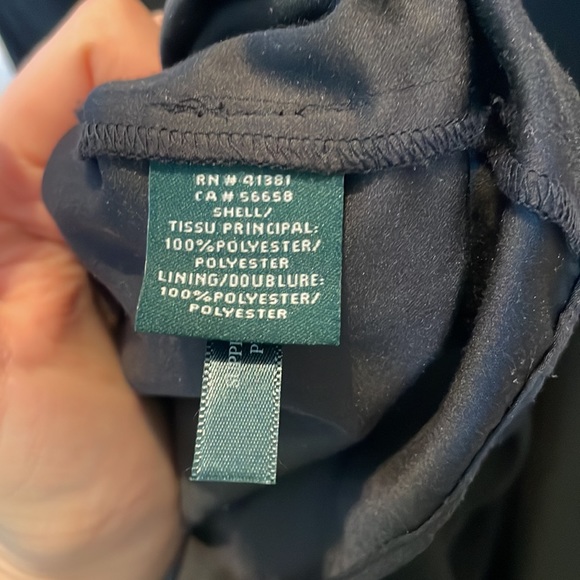 RN # 41381
CA # 56658
SHELL/
TISSU PRINCIPAL:
100%POLYESTER/
POLYESTER
LINING/DOUBLURE:
100%POLYESTER/
POLYESTER